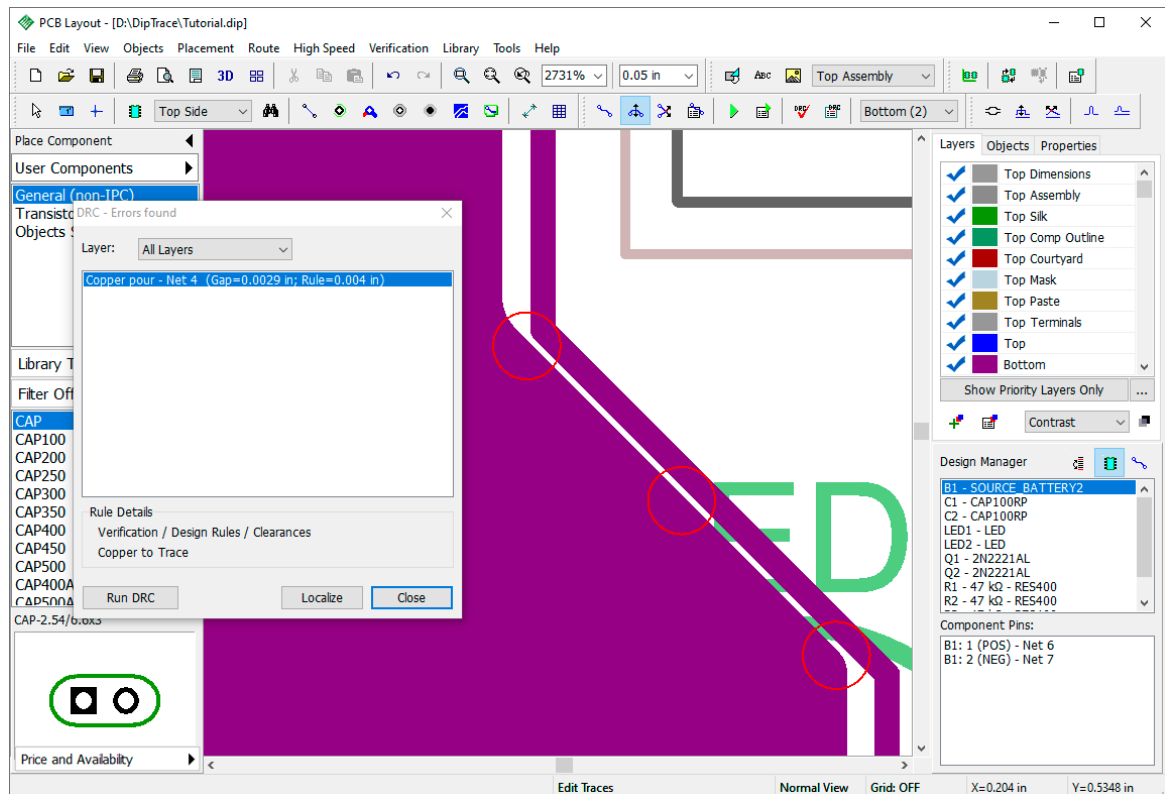 PCB Layout - [D:\DipTrace\Tutorial.dip]
File Edit View Objects Placement Route High Speed Verification Library Tools Help
3D 2731% 0.05 in ABC Top Assembly
Top Side DRC DRC Bottom (2)
Place Component
User Components
General (non-IPC)
Objects
DRC - Errors found
Layer: All Layers
Copper pour - Net 4 (Gap=0.0029 in; Rule=0.004 in)
Rule Details
Verification / Design Rules / Clearances
Copper to Trace
Run DRC Localize Close
Library
Filter
CAP
CAP100
CAP200
CAP250
CAP300
CAP350
CAP400
CAP450
CAP500
CAP400A
CAP500A
CAP-2.54/6.6x3
Price and Availability
ED
Layers Objects Properties
Top Dimensions
Top Assembly
Top Silk
Top Comp Outline
Top Courtyard
Top Mask
Top Paste
Top Terminals
Top
Bottom
Show Priority Layers Only ...
Contrast
Design Manager
B1 - SOURCE_BATTERY2
C1 - CAP100RP
C2 - CAP100RP
LED1 - LED
LED2 - LED
Q1 - 2N2221AL
Q2 - 2N2221AL
R1 - 47 kΩ - RES400
R2 - 47 kΩ - RES400
Component Pins:
B1: 1 (POS) - Net 6
B1: 2 (NEG) - Net 7
Edit Traces Normal View Grid: OFF X=0.204 in Y=0.5348 in